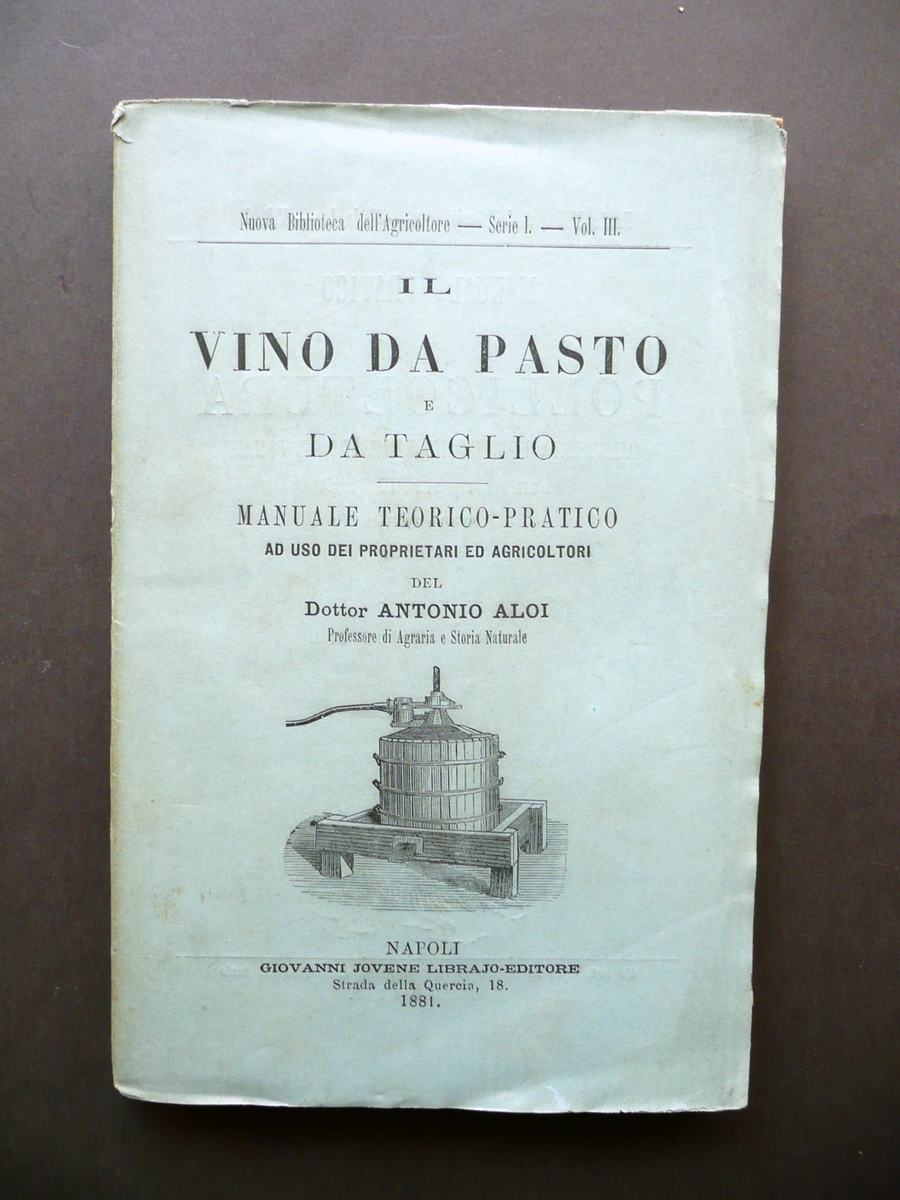 Nuova Biblioteca dell'Agricoltore — Serie I. — Vol. III.
IL
VINO DA PASTO
E
DA TAGLIO
MANUALE TEORICO-PRATICO
AD USO DEI PROPRIETARI ED AGRICOLTORI
DEL
Dottor ANTONIO ALOI
Professore di Agraria e Storia Naturale
NAPOLI
GIOVANNI JOVENE LIBRAJO-EDITORE
Strada della Quercia, 18.
1881.